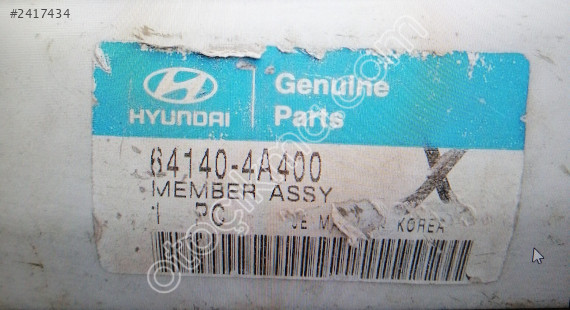 #2417434
HYUNDAI
Genuine
Parts
64140-4A400
MEMBER ASSY
1 PC
KOREA